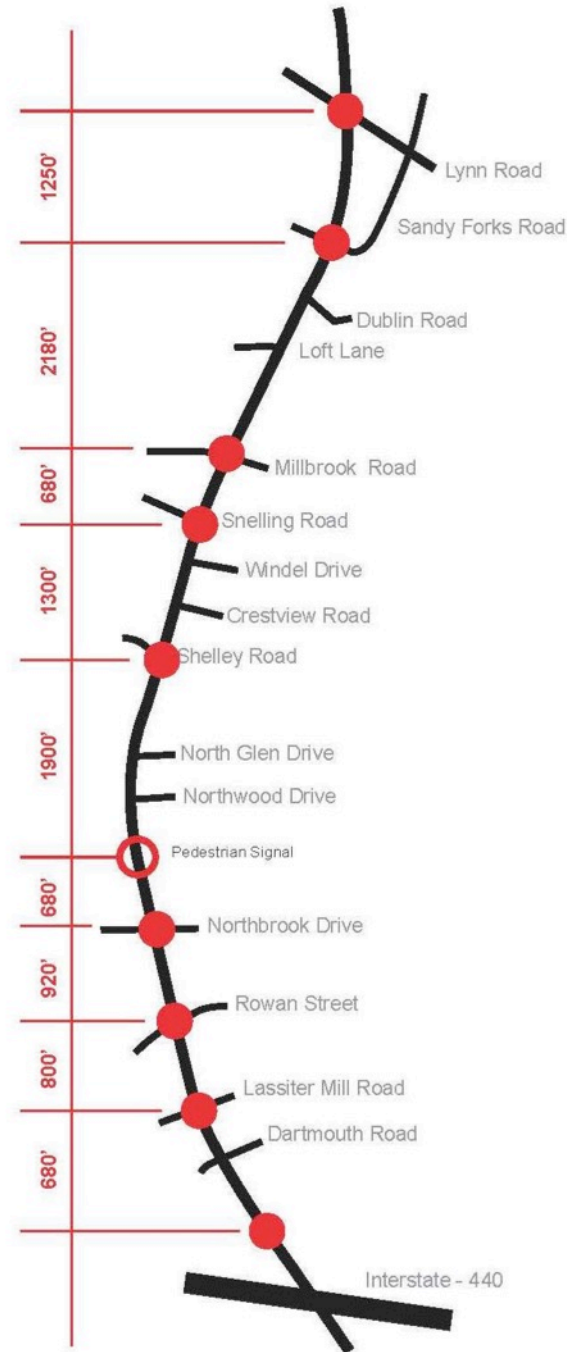 1250'
Lynn Road
Sandy Forks Road
2180'
Dublin Road
Loft Lane
680'
Millbrook Road
Snelling Road
1300'
Windel Drive
Crestview Road
Shelley Road
1900'
North Glen Drive
Northwood Drive
Pedestrian Signal
680'
Northbrook Drive
920'
Rowan Street
800'
Lassiter Mill Road
Dartmouth Road
680'
Interstate - 440